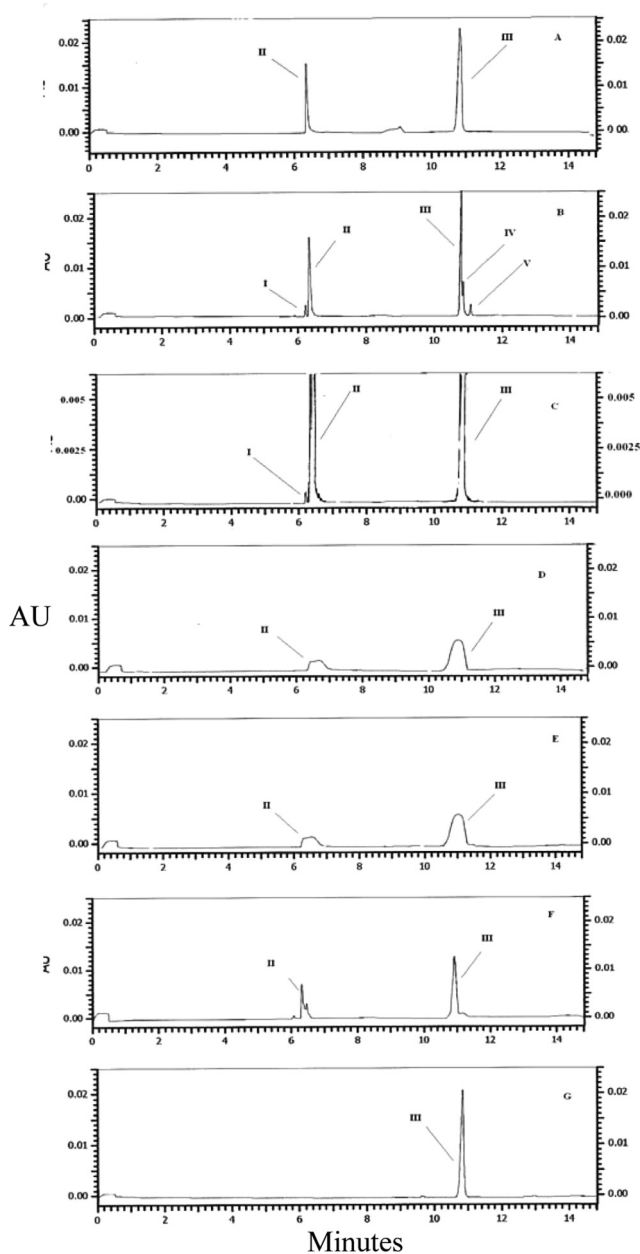 0.02 II III A 0.02
0.01 0.01
0.00 0.00
0 2 4 6 8 10 12 14
0.02 III II IV B 0.02
AU 0.01 I V 0.01
0.00 0.00
0 2 4 6 8 10 12 14
0.005 II III C 0.005
0.0025 I 0.0025
0.00 0.000
0 2 4 6 8 10 12 14
0.02 D 0.02
AU 0.01 II III 0.01
0.00 0.00
0 2 4 6 8 10 12 14
0.02 E 0.02
0.01 II III 0.01
0.00 0.00
0 2 4 6 8 10 12 14
0.02 F 0.02
AU 0.01 II III 0.01
0.00 0.00
0 2 4 6 8 10 12 14
0.02 G 0.02
0.01 III 0.01
0.00 0.00
0 2 4 6 8 10 12 14
Minutes